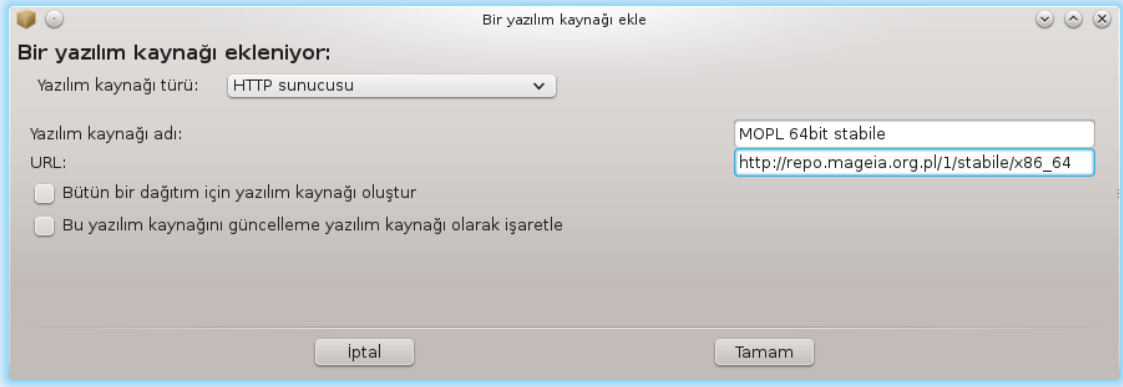 Bir yazılım kaynağı ekle
Bir yazılım kaynağı ekleniyor:
Yazılım kaynağı türü: HTTP sunucusu
Yazılım kaynağı adı: MOPL 64bit stabile
URL: http://repo.mageia.org.pl/1/stabile/x86_64
Bütün bir dağıtım için yazılım kaynağı oluştur
Bu yazılım kaynağını güncelleme yazılım kaynağı olarak işaretle
İptal Tamam